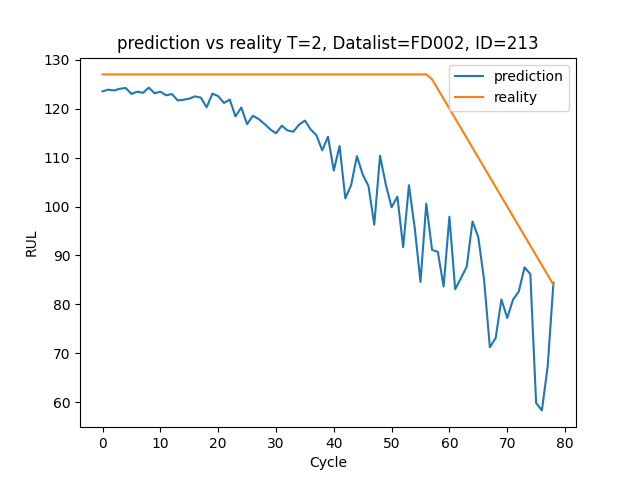 prediction vs reality T=2, Datalist=FD002, ID=213
130
120
110
100
90
80
70
60
RUL
prediction
reality
0 10 20 30 40 50 60 70 80
Cycle